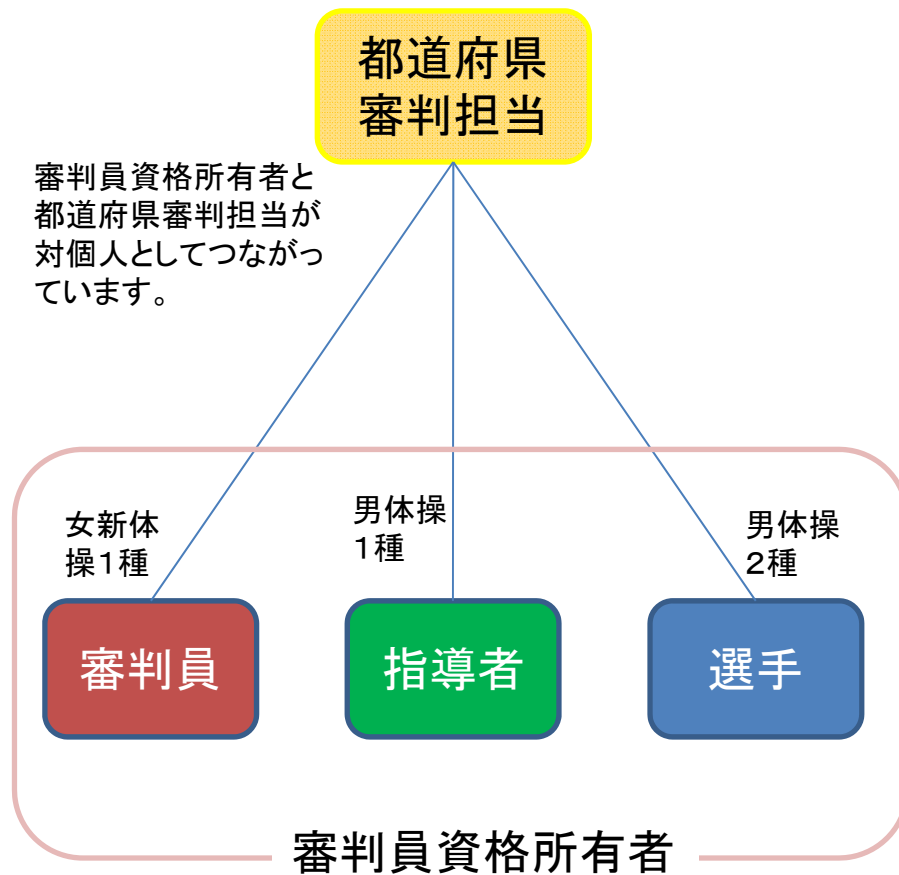 都道府県
審判担当
審判員資格所有者と
都道府県審判担当が
対個人としてつながっ
ています。
女新体
操１種
男体操
１種
男体操
２種
審判員
指導者
選手
審判員資格所有者